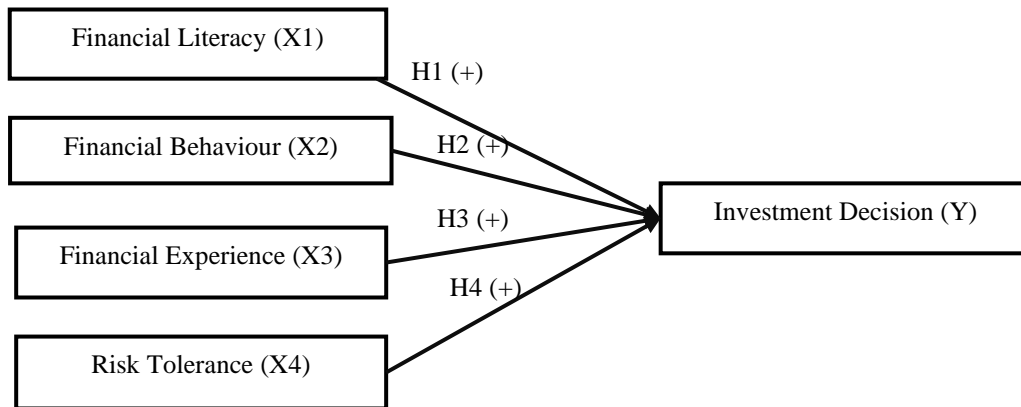 Financial Literacy (X1)
H1 (+)
Financial Behaviour (X2)
H2 (+)
Investment Decision (Y)
H3 (+)
Financial Experience (X3)
H4 (+)
Risk Tolerance (X4)